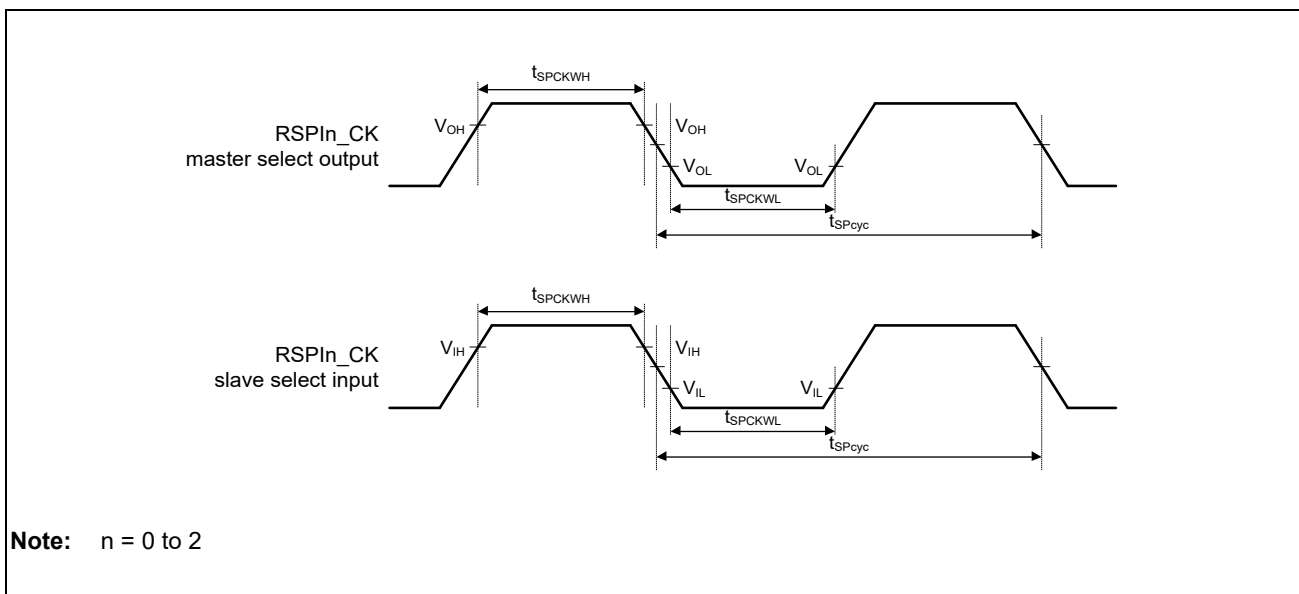 tSPCKWH
RSPIn_CK
master select output
VOH
VOH
VOL
VOL
tSPCKWL
tSPcyc
tSPCKWH
RSPIn_CK
slave select input
VIH
VIH
VIL
VIL
tSPCKWL
tSPcyc
Note: n = 0 to 2